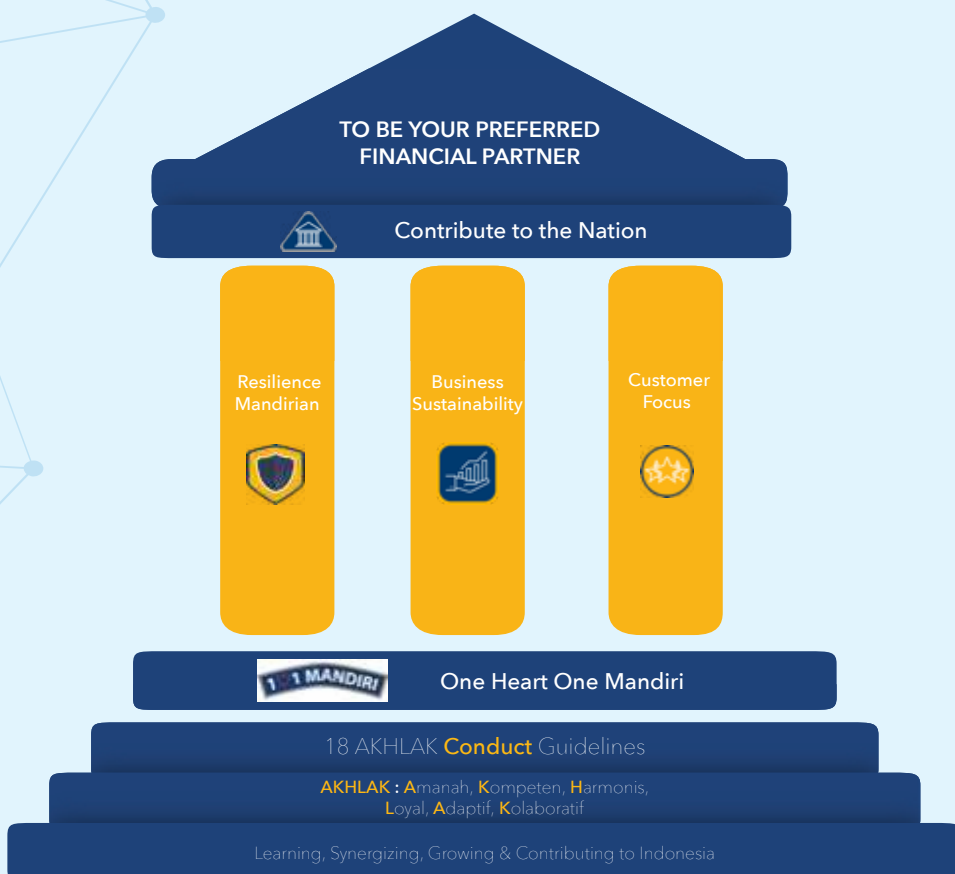 TO BE YOUR PREFERRED
FINANCIAL PARTNER
Contribute to the Nation
Resilience
Mandirian
Business
Sustainability
Customer
Focus
1 1 MANDIRI
One Heart One Mandiri
18 AKHLAK Conduct Guidelines
AKHLAK : Amanah, Kompeten, Harmonis,
Loyal, Adaptif, Kolaboratif
Learning, Synergizing, Growing & Contributing to Indonesia